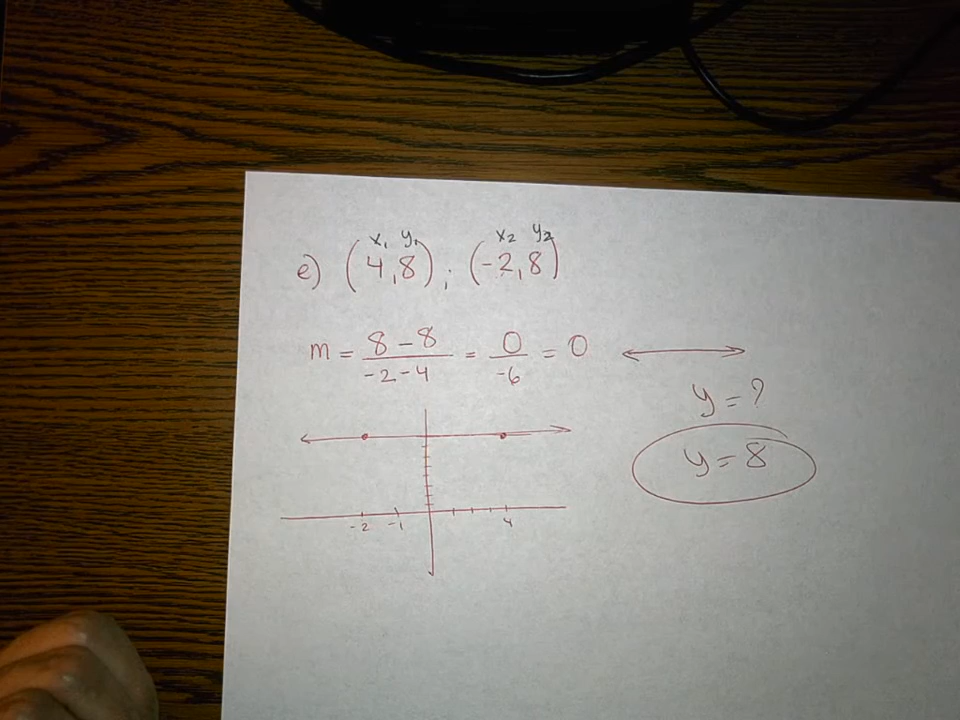 x₁ y₁ x₂ y₂
e) (4,8) ; (-2,8)
m = 8-8/-2-4 = 0/-6 = 0
y = ?
y = 8
-2 -1 4